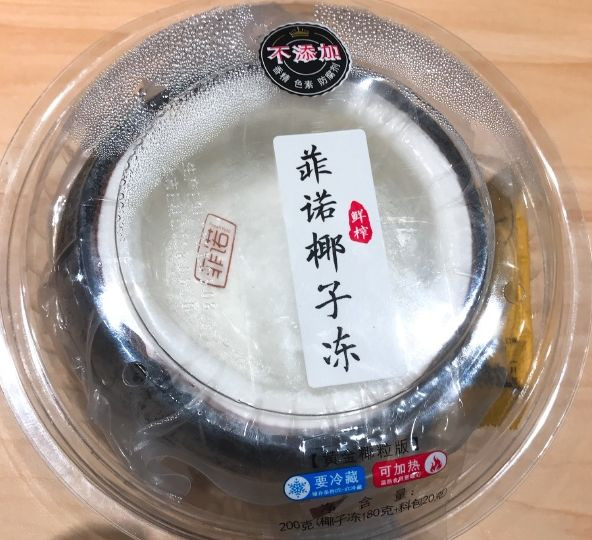 不添加
香精 色素 防腐剂
菲诺椰子冻
鲜榨
菲诺
【黄金椰粒版】
要冷藏
可加热
净含量:
200克(椰子冻180克+料包20克)